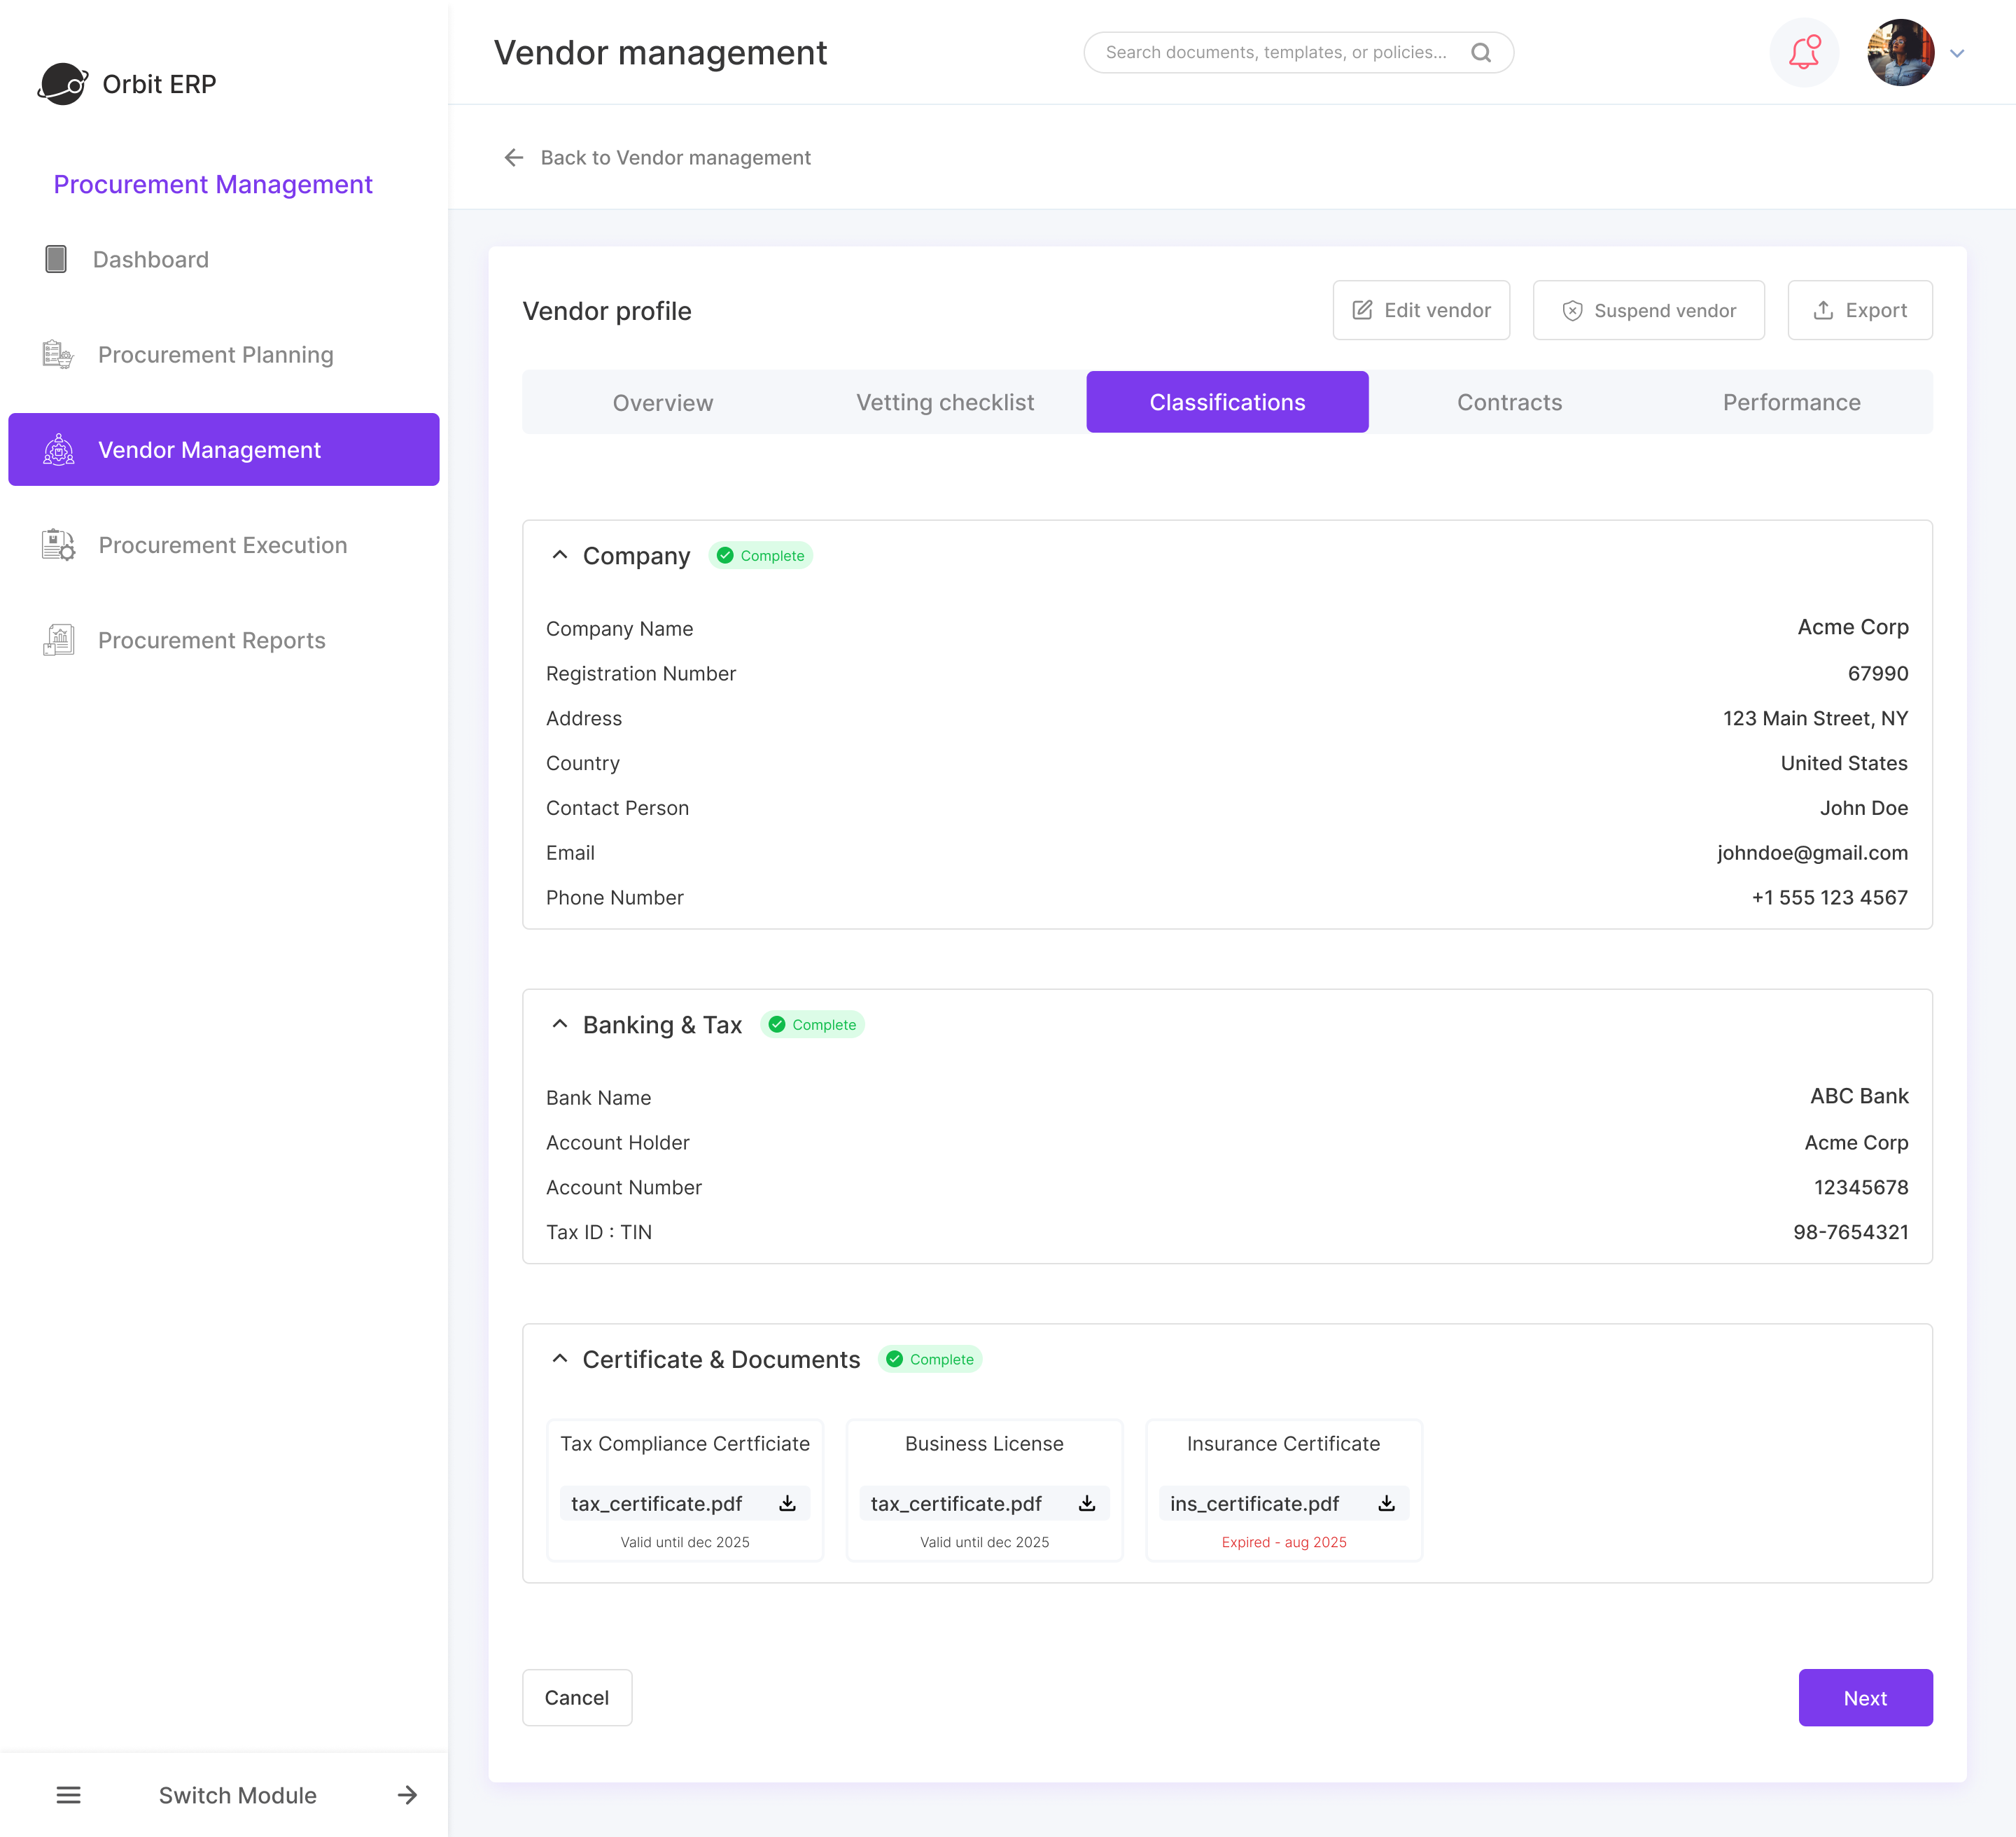 Orbit ERP
Procurement Management
Dashboard
Procurement Planning
Vendor Management
Procurement Execution
Procurement Reports
Switch Module
Vendor management
Search documents, templates, or policies...
Back to Vendor management
Vendor profile
Edit vendor
Suspend vendor
Export
Overview
Vetting checklist
Classifications
Contracts
Performance
Company
Complete
Company Name
Acme Corp
Registration Number
67990
Address
123 Main Street, NY
Country
United States
Contact Person
John Doe
Email
johndoe@gmail.com
Phone Number
+1 555 123 4567
Banking & Tax
Complete
Bank Name
ABC Bank
Account Holder
Acme Corp
Account Number
12345678
Tax ID : TIN
98-7654321
Certificate & Documents
Complete
Tax Compliance Certficiate
tax_certificate.pdf
Valid until dec 2025
Business License
tax_certificate.pdf
Valid until dec 2025
Insurance Certificate
ins_certificate.pdf
Expired - aug 2025
Cancel
Next